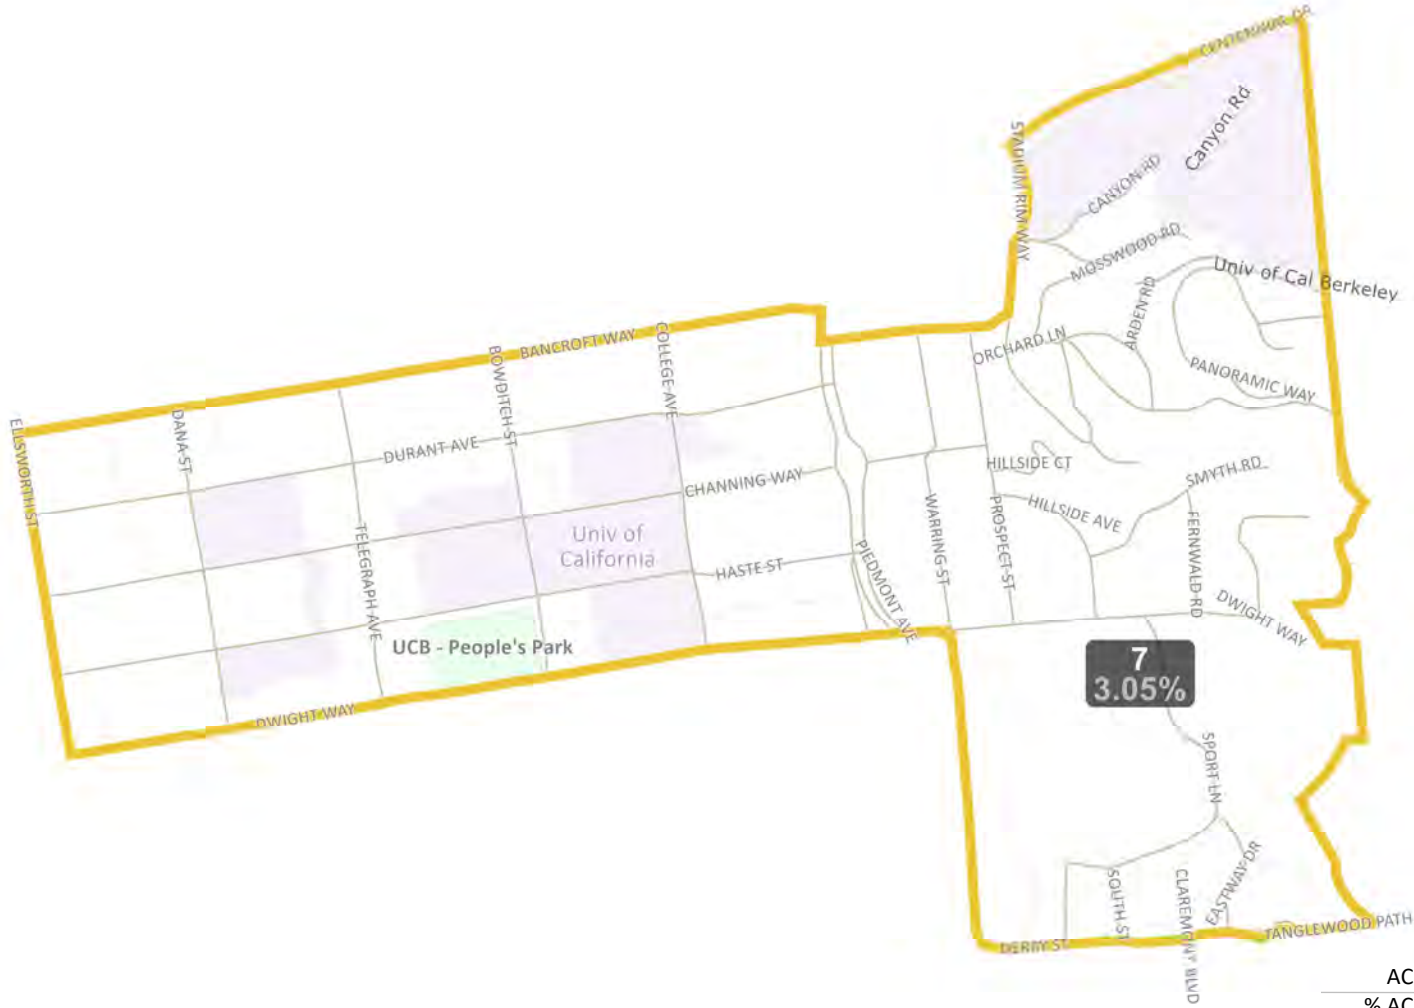 CENTENNIAL DR
Canyon Rd
STADIUM RIM WAY
CANYON RD
MOSSWOOD RD
Univ of Cal Berkeley
ARDEN RD
ORCHARD LN
PANORAMIC WAY
BANCROFT WAY
COLLEGE AVE
BOWDITCH ST
DANA ST
ELLSWORTH ST
DURANT AVE
CHANNING WAY
HILLSIDE CT
SMYTH RD
HILLSIDE AVE
WARRING ST
PROSPECT ST
FERNWALD RD
TELEGRAPH AVE
Univ of
California
HASTE ST
PIEDMONT AVE
DWIGHT WAY
UCB - People's Park
7
3.05%
DWIGHT WAY
SPORT LN
SOUTH ST
CLAREMONT BLVD
EASTWAY DR
DERBY ST
TANGLEWOOD PATH
AC
% AC